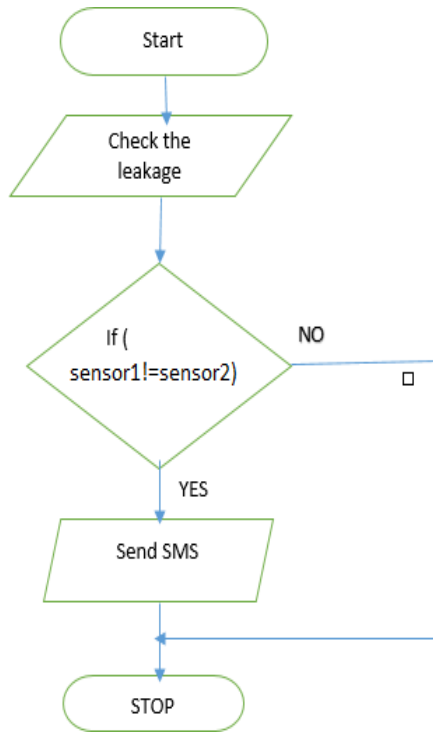 Start
Check the
leakage
If (
sensor1!=sensor2)
NO
YES
Send SMS
STOP